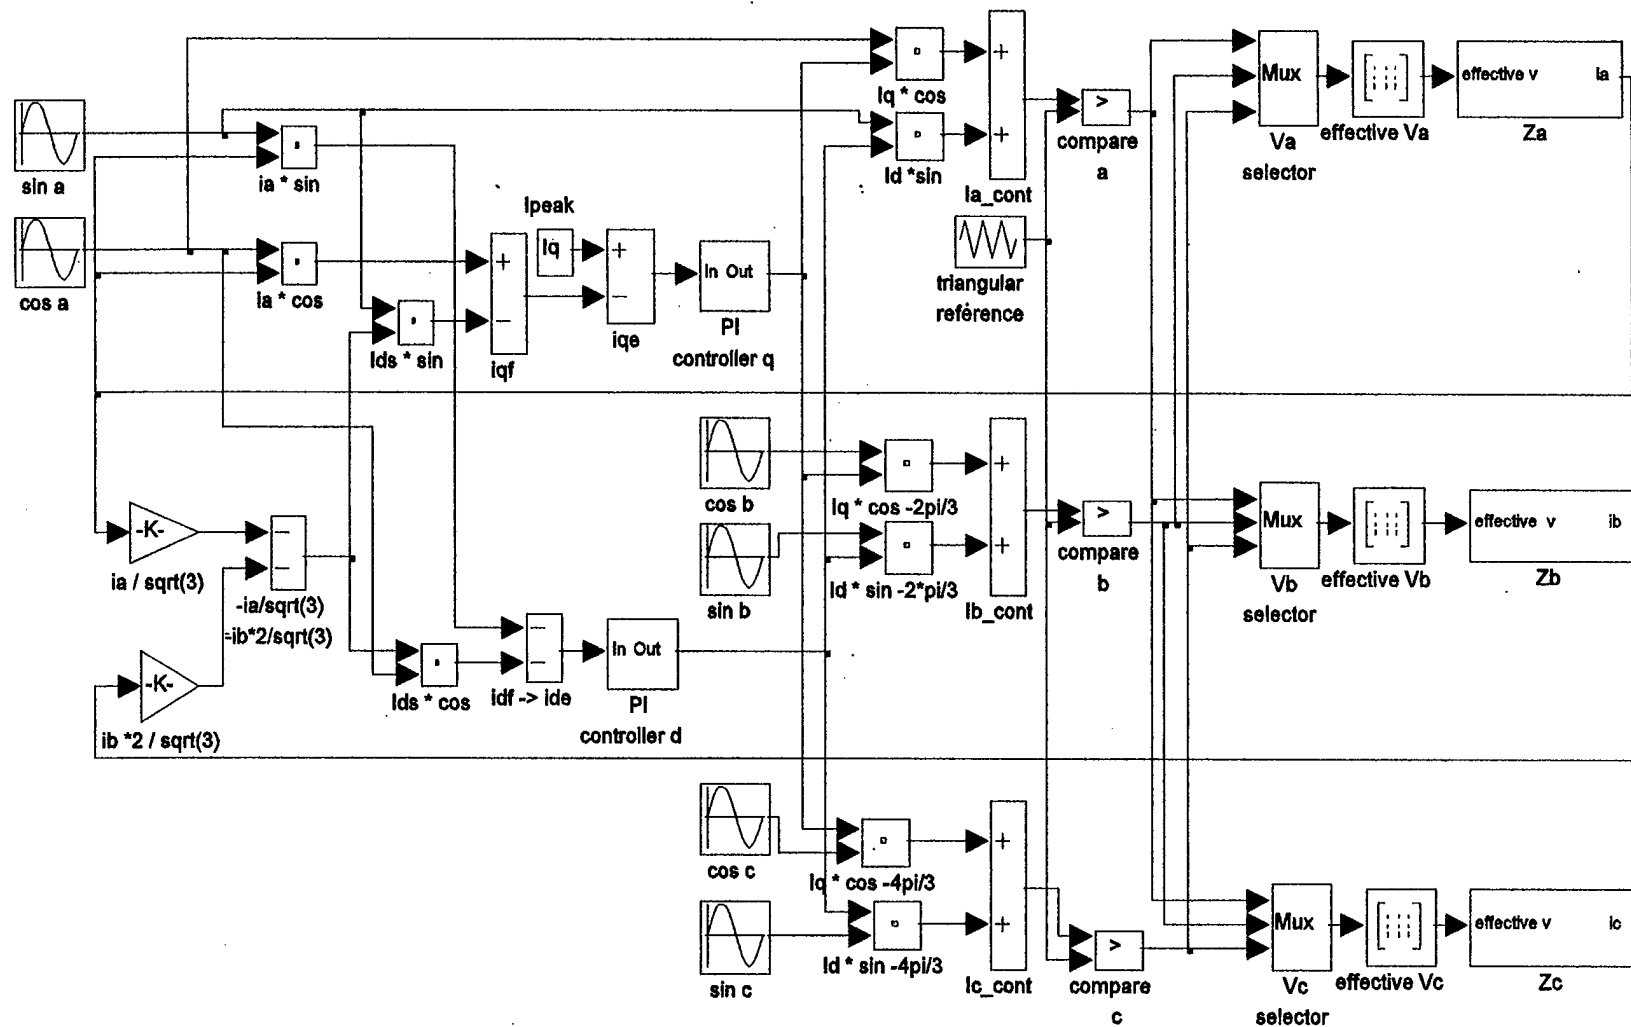 sin a
cos a
ia * sin
ia * cos
Ids * sin
+
−
iqf
Ipeak
Iq
+
−
iqe
In Out
PI
controller q
Iq * cos
Id *sin
+
+
Ia_cont
>
compare
a
triangular
reference
Mux
Va
selector
effective Va
effective v
Ia
Za
-K-
ia / sqrt(3)
-K-
ib *2 / sqrt(3)
−
−
-ia/sqrt(3)
-ib*2/sqrt(3)
Ids * cos
−
−
idf -> ide
In Out
PI
controller d
cos b
sin b
Iq * cos -2pi/3
Id * sin -2*pi/3
+
+
Ib_cont
>
compare
b
Mux
Vb
selector
effective Vb
effective v
ib
Zb
cos c
sin c
Iq * cos -4pi/3
Id * sin -4pi/3
+
+
Ic_cont
>
compare
c
Mux
Vc
selector
effective Vc
effective v
ic
Zc